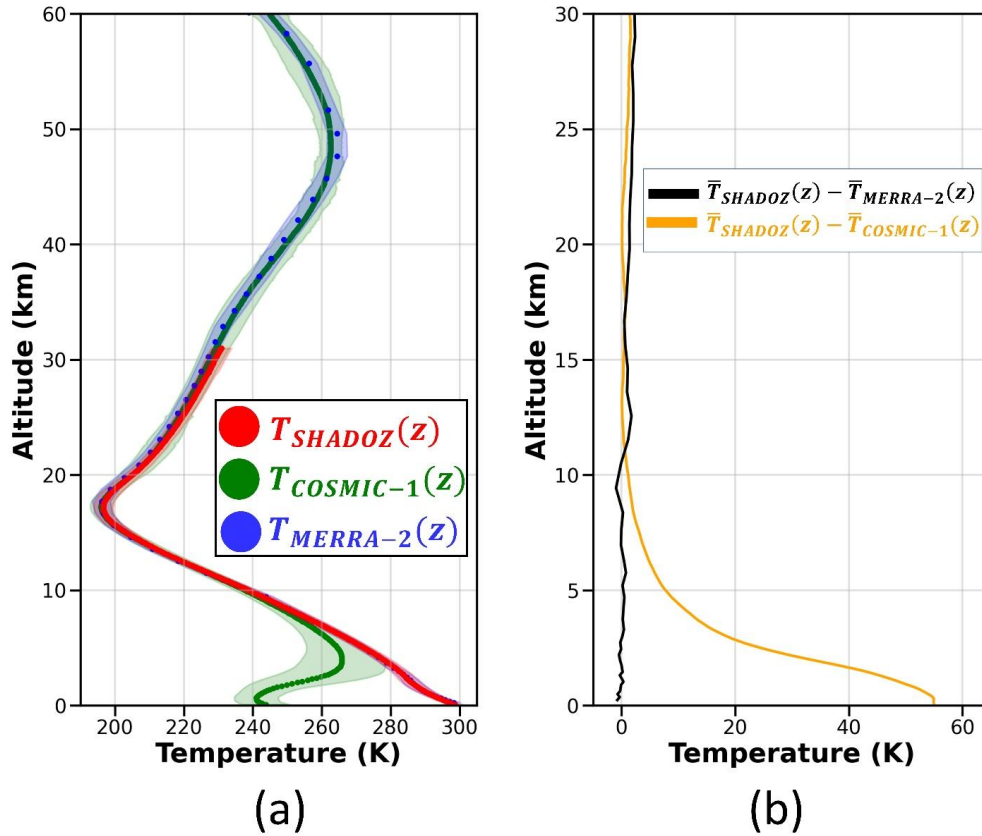 60
50
40
30
20
10
0
Altitude (km)
T_SHADOZ(z)
T_COSMIC−1(z)
T_MERRA−2(z)
200 220 240 260 280 300
Temperature (K)
(a)
30
25
20
15
10
5
0
Altitude (km)
T̅_SHADOZ(z) − T̅_MERRA−2(z)
T̅_SHADOZ(z) − T̅_COSMIC−1(z)
0 20 40 60
Temperature (K)
(b)